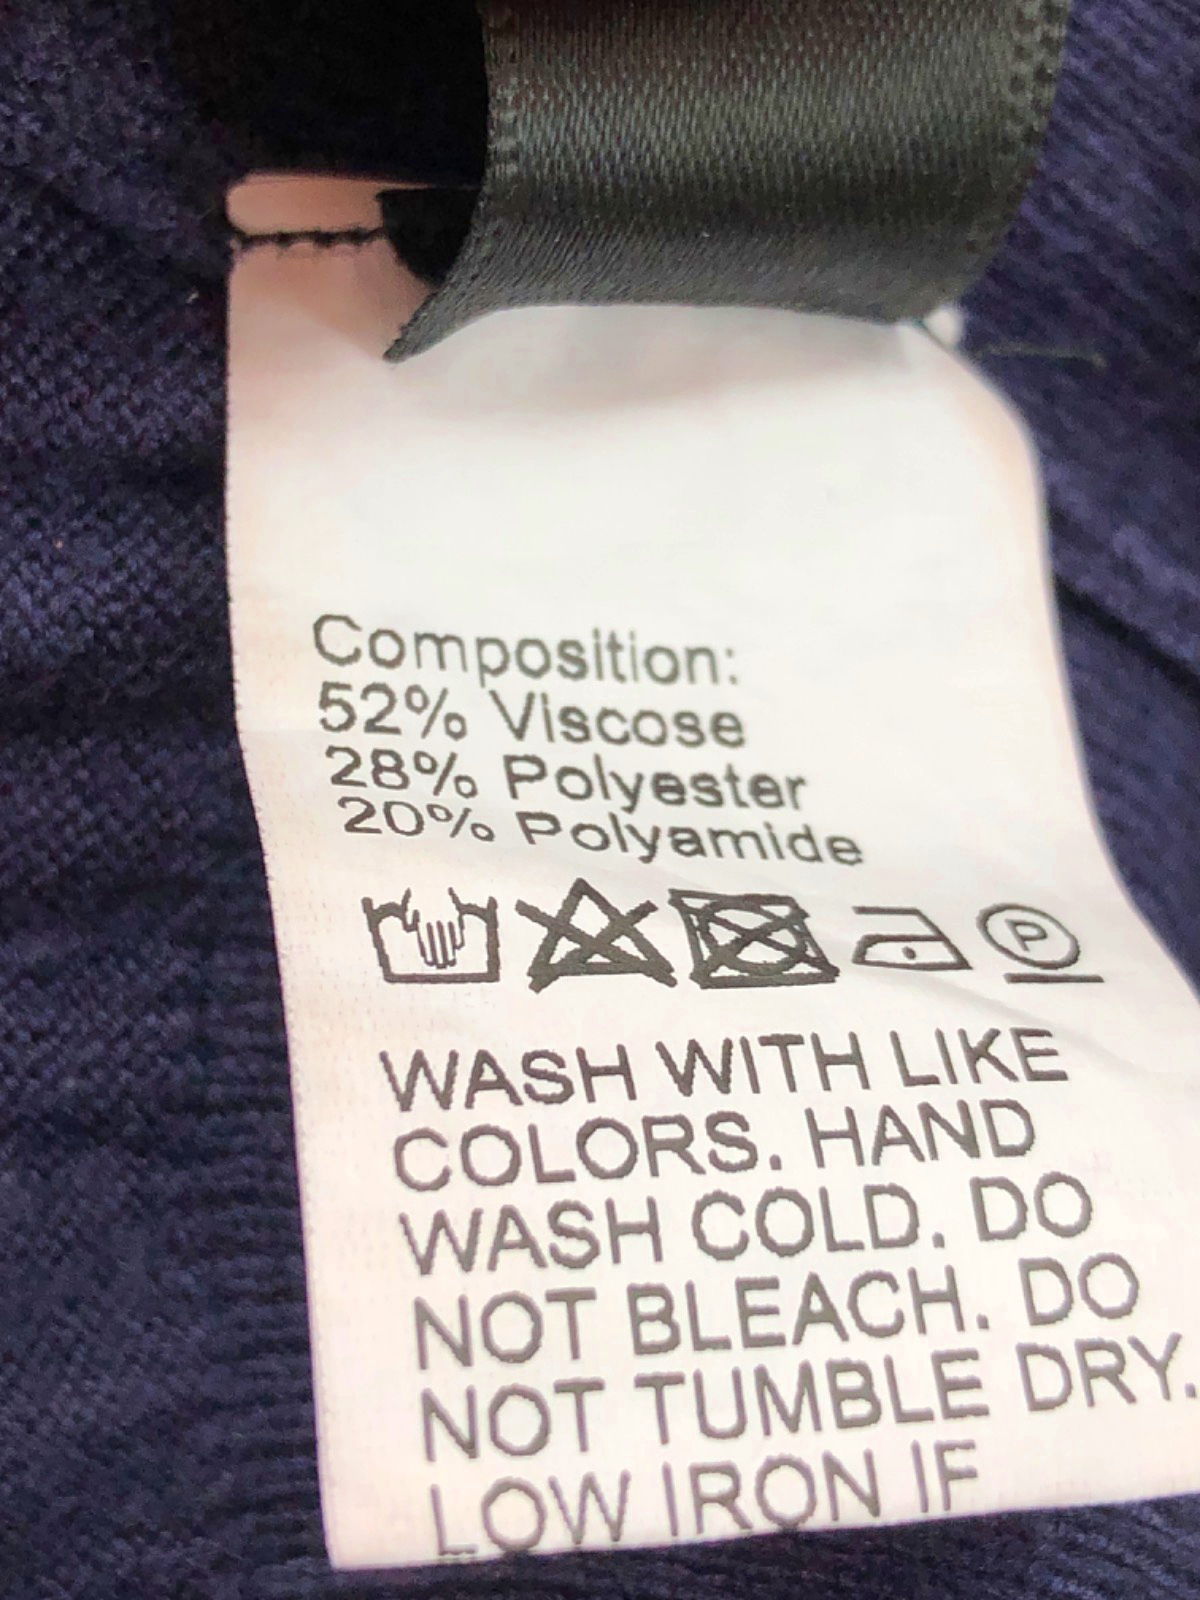 Composition:
52% Viscose
28% Polyester
20% Polyamide
P
WASH WITH LIKE
COLORS. HAND
WASH COLD. DO
NOT BLEACH. DO
NOT TUMBLE DRY.
LOW IRON IF